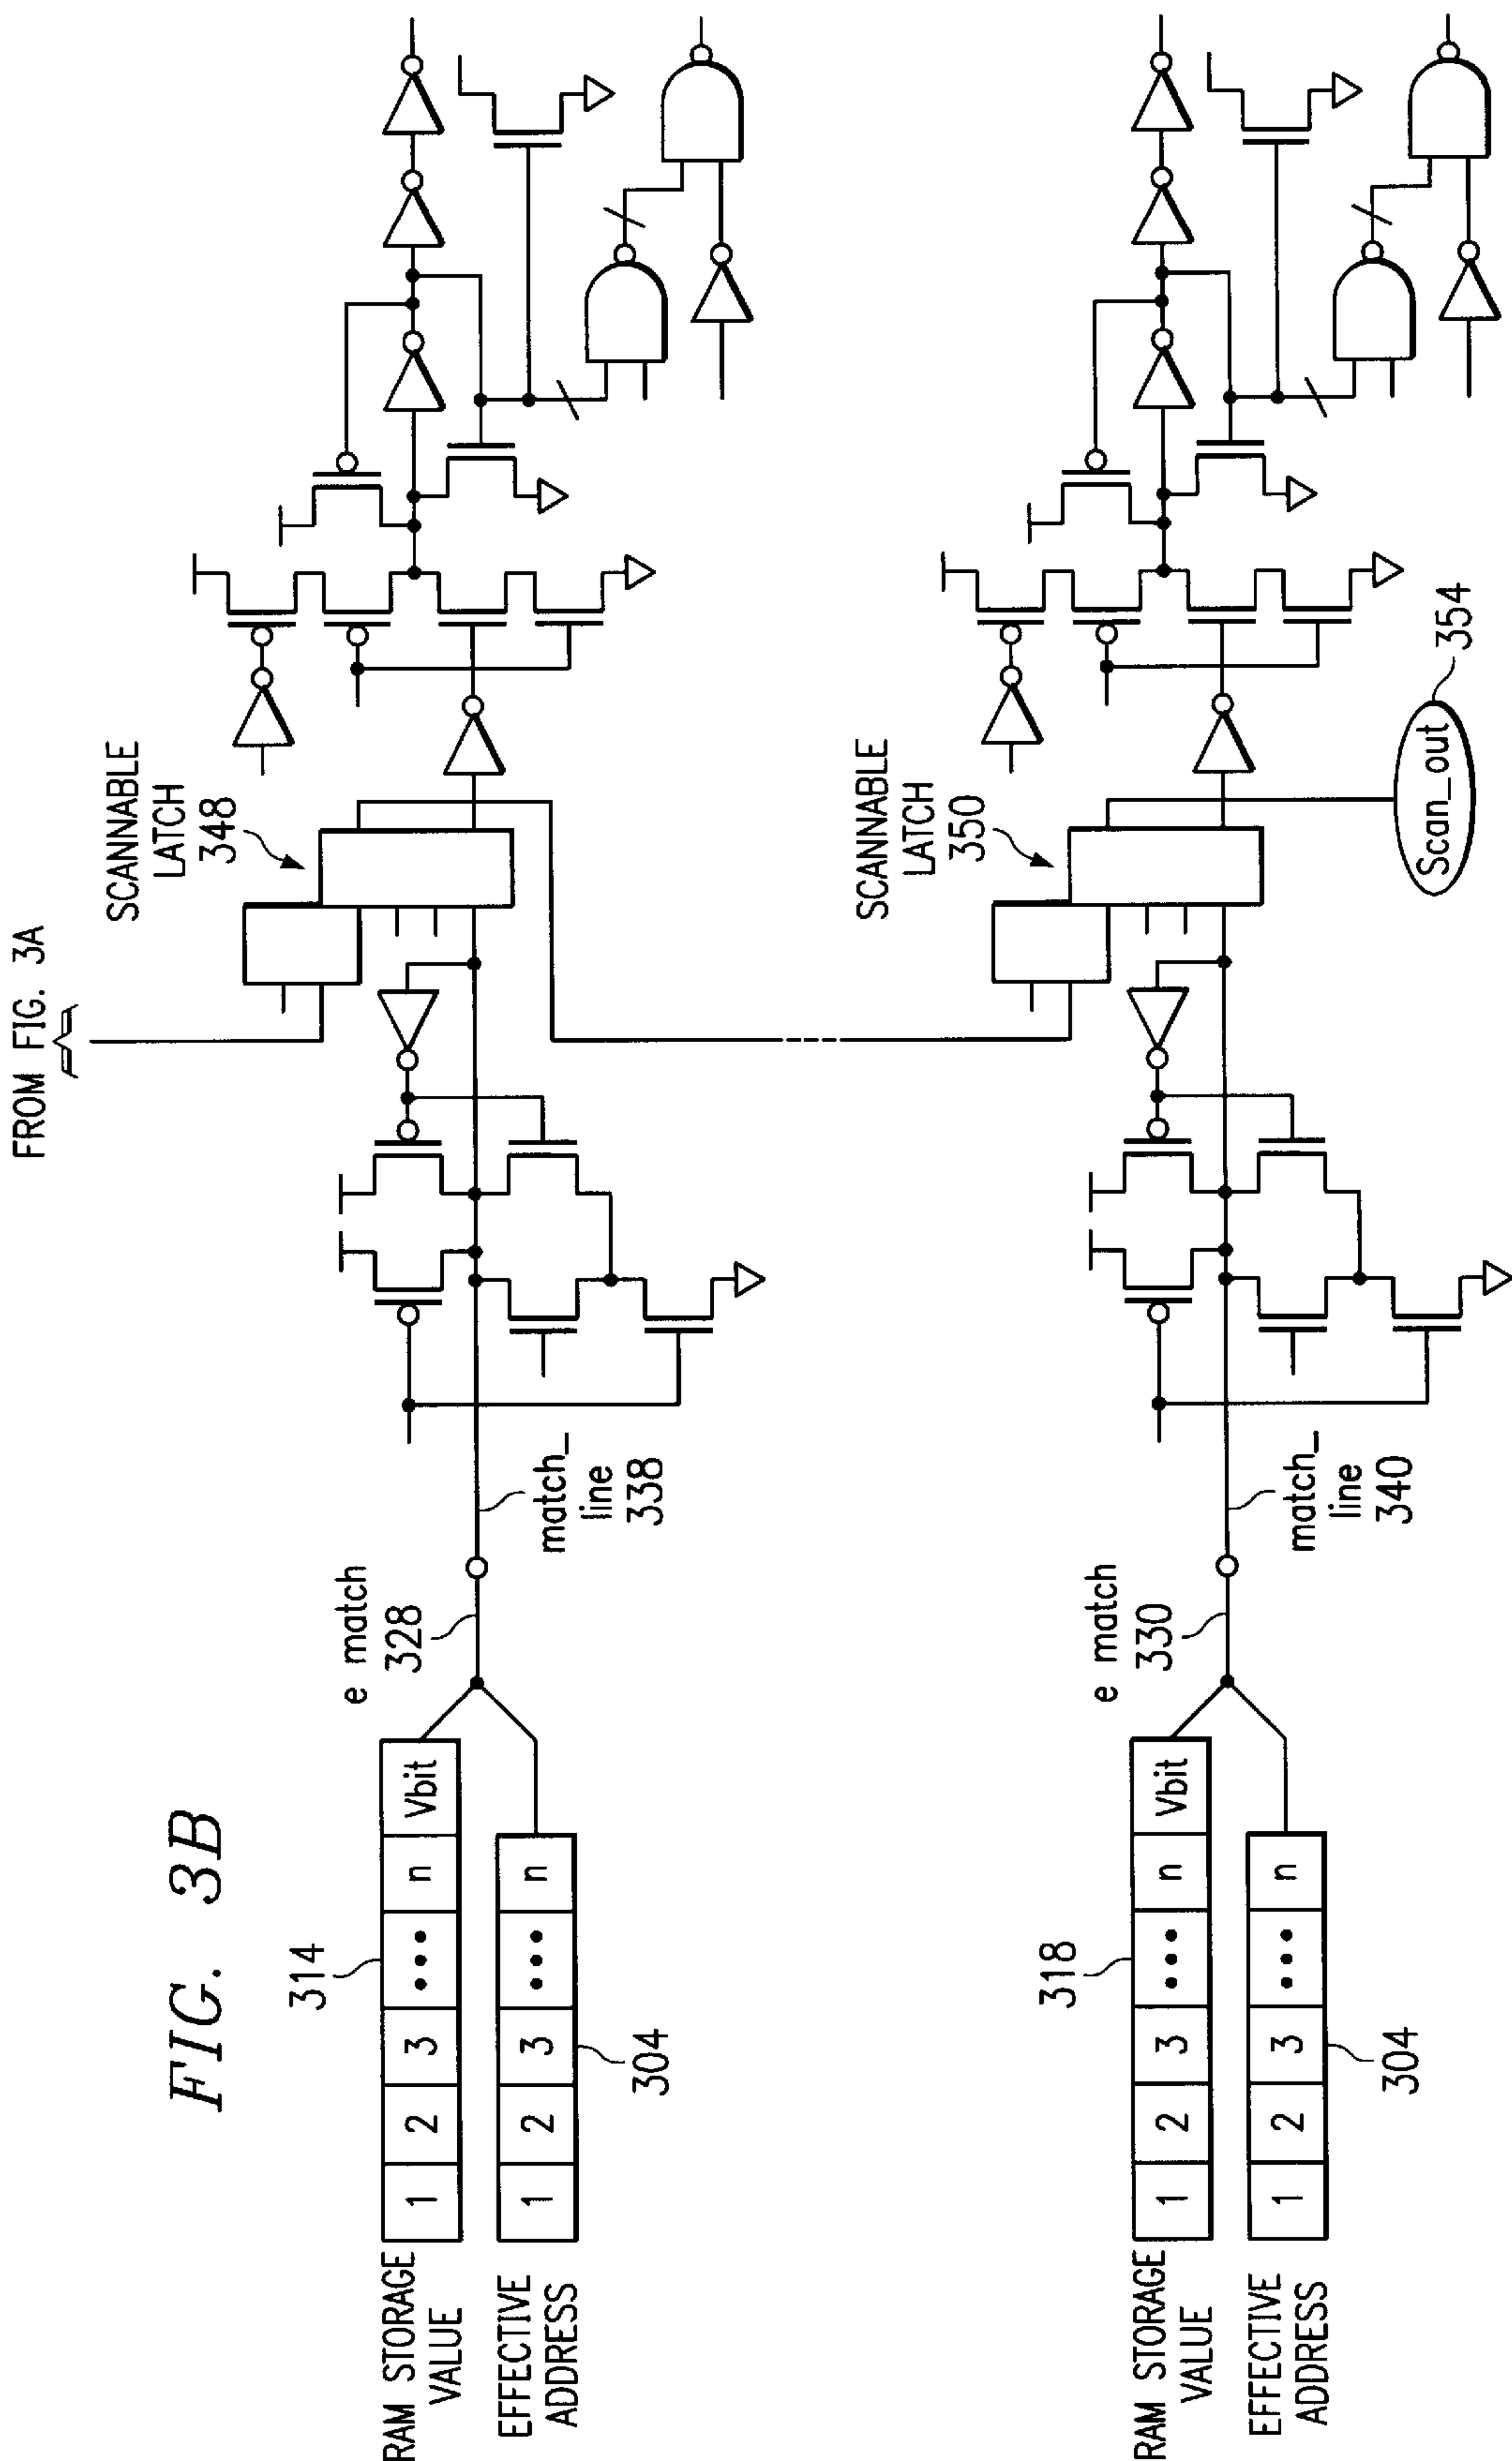 FIG. 3B
FROM FIG. 3A
RAM STORAGE
VALUE
314
1 2 3 ••• n Vbit
EFFECTIVE
ADDRESS
1 2 3 ••• n
304
e match
328
match_
line
338
SCANNABLE
LATCH
348
RAM STORAGE
VALUE
318
1 2 3 ••• n Vbit
EFFECTIVE
ADDRESS
1 2 3 ••• n
304
e match
330
match_
line
340
SCANNABLE
LATCH
350
Scan_out
354